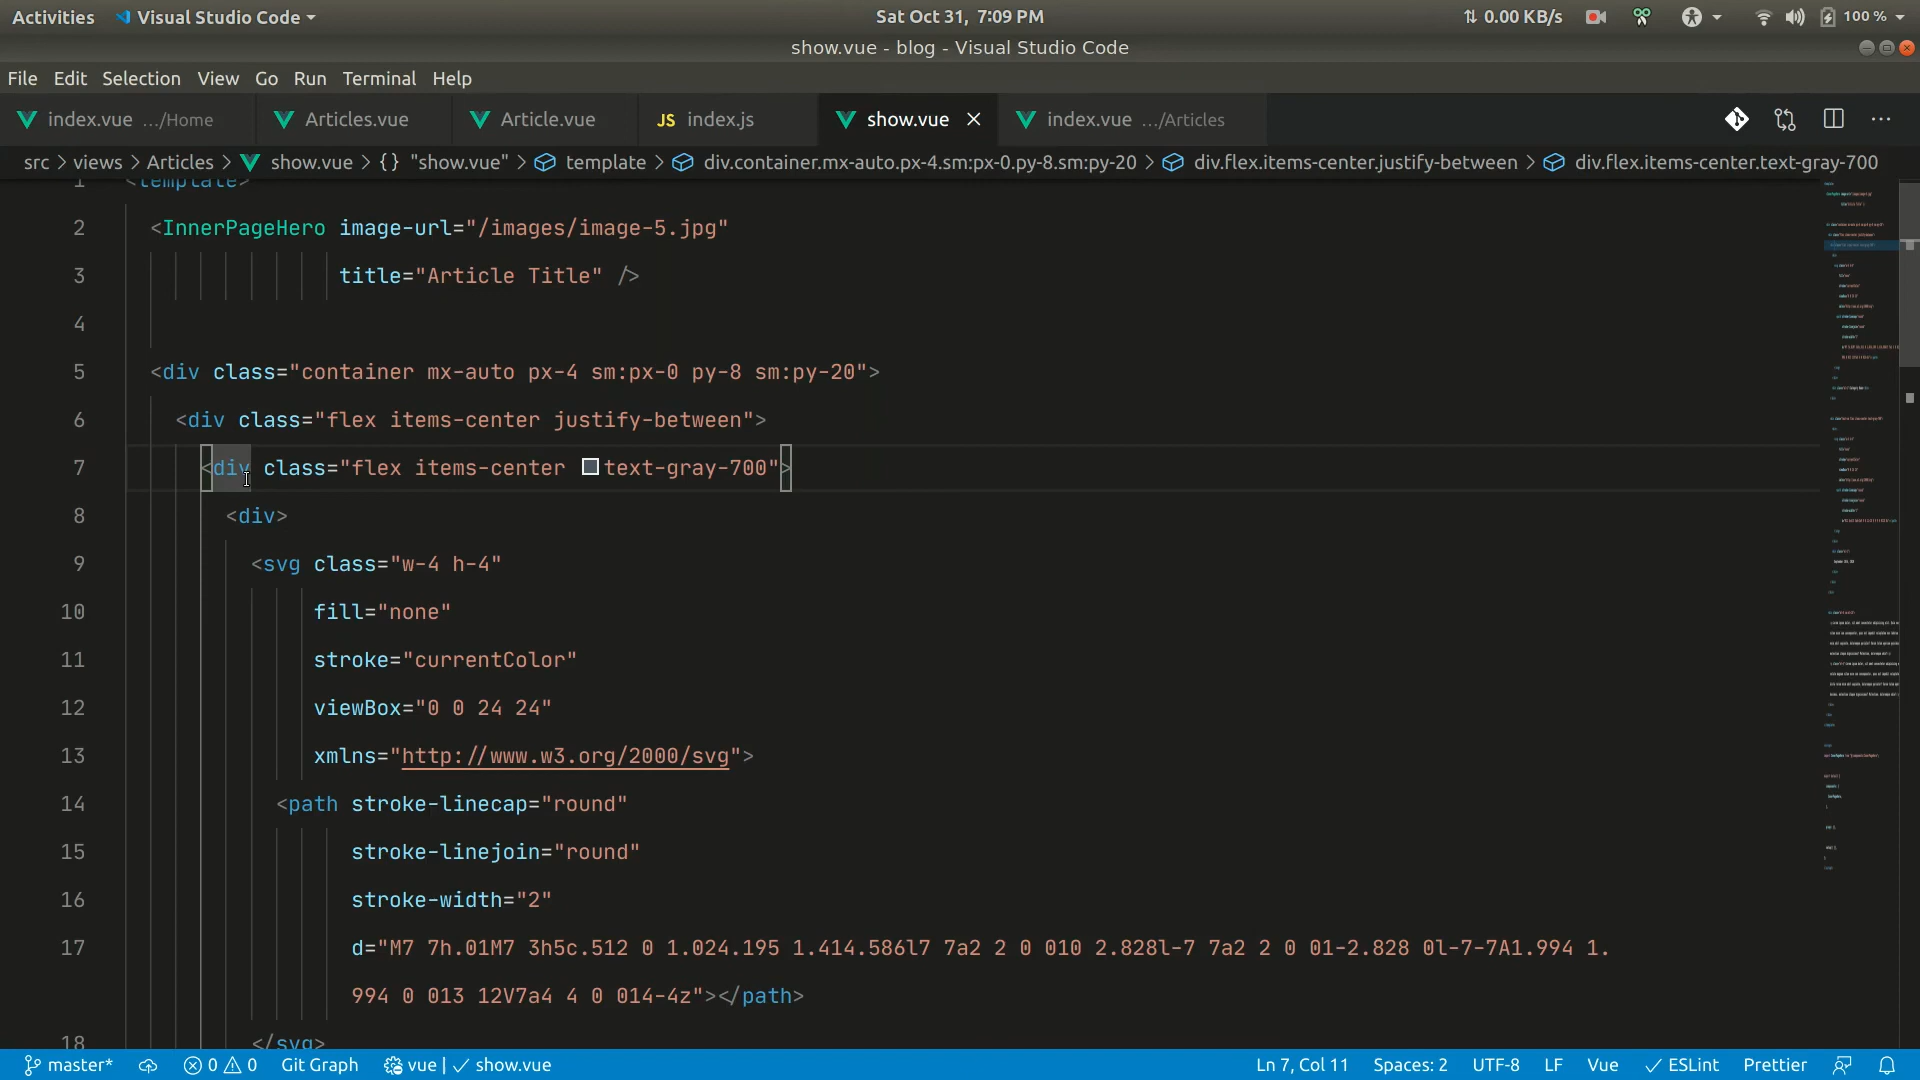 Activities Visual Studio Code Sat Oct 31, 7:09 PM 0.00 KB/s 100 %
show.vue - blog - Visual Studio Code
File Edit Selection View Go Run Terminal Help
index.vue .../Home Articles.vue Article.vue JS index.js show.vue index.vue .../Articles
src > views > Articles > show.vue > {} "show.vue" > template > div.container.mx-auto.px-4.sm:px-0.py-8.sm:py-20 > div.flex.items-center.justify-between > div.flex.items-center.text-gray-700
1 <template>
2 <InnerPageHero image-url="/images/image-5.jpg"
3 title="Article Title" />
4
5 <div class="container mx-auto px-4 sm:px-0 py-8 sm:py-20">
6 <div class="flex items-center justify-between">
7 <div class="flex items-center text-gray-700">
8 <div>
9 <svg class="w-4 h-4"
10 fill="none"
11 stroke="currentColor"
12 viewBox="0 0 24 24"
13 xmlns="http://www.w3.org/2000/svg">
14 <path stroke-linecap="round"
15 stroke-linejoin="round"
16 stroke-width="2"
17 d="M7 7h.01M7 3h5c.512 0 1.024.195 1.414.586l7 7a2 2 0 010 2.828l-7 7a2 2 0 01-2.828 0l-7-7A1.994 1.
994 0 013 12V7a4 4 0 014-4z"></path>
18 </svg>
master* 0 0 Git Graph vue | show.vue Ln 7, Col 11 Spaces: 2 UTF-8 LF Vue ESLint Prettier